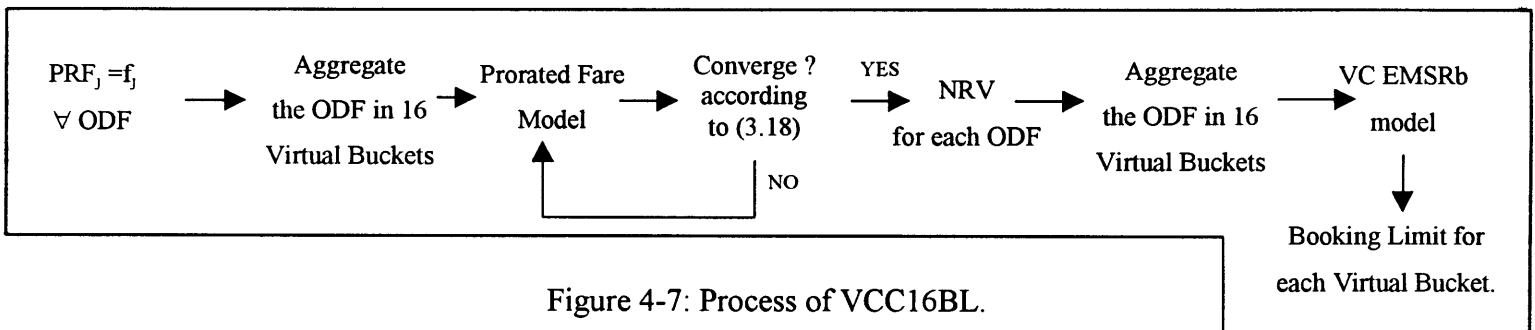 PRFⱼ =fⱼ
∀ ODF
Aggregate
the ODF in 16
Virtual Buckets
Prorated Fare
Model
Converge ?
according
to (3.18)
YES
NO
NRV
for each ODF
Aggregate
the ODF in 16
Virtual Buckets
VC EMSRb
model
Booking Limit for
each Virtual Bucket.
Figure 4-7: Process of VCC16BL.